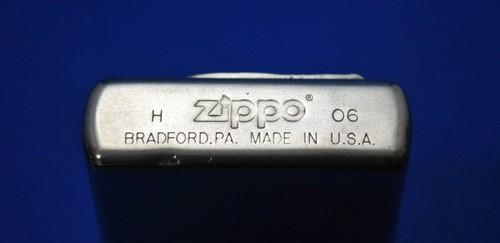 H zippo® 06
BRADFORD,PA. MADE IN U.S.A.